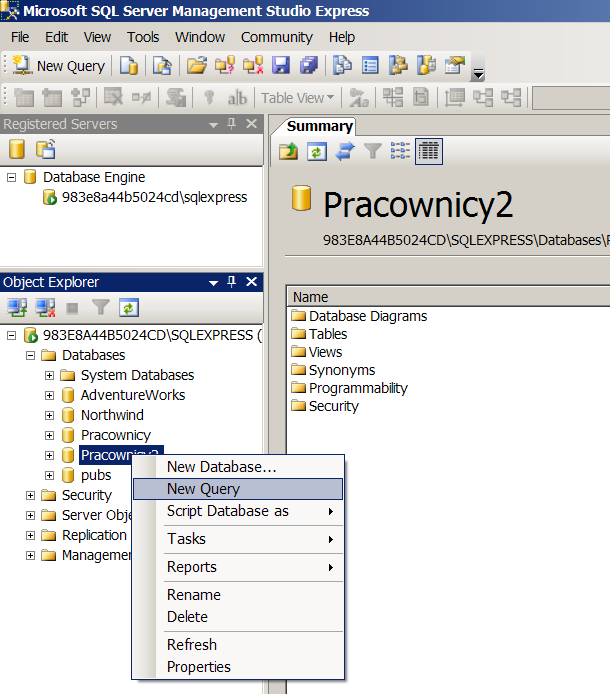 Microsoft SQL Server Management Studio Express
File Edit View Tools Window Community Help
New Query
Table View
Registered Servers
Database Engine
983e8a44b5024cd\sqlexpress
Object Explorer
983E8A44B5024CD\SQLEXPRESS (
Databases
System Databases
AdventureWorks
Northwind
Pracownicy
Pracownicy2
pubs
Security
Server Obje
Replication
Managemen
New Database...
New Query
Script Database as
Tasks
Reports
Rename
Delete
Refresh
Properties
Summary
Pracownicy2
983E8A44B5024CD\SQLEXPRESS\Databases\P
Name
Database Diagrams
Tables
Views
Synonyms
Programmability
Security